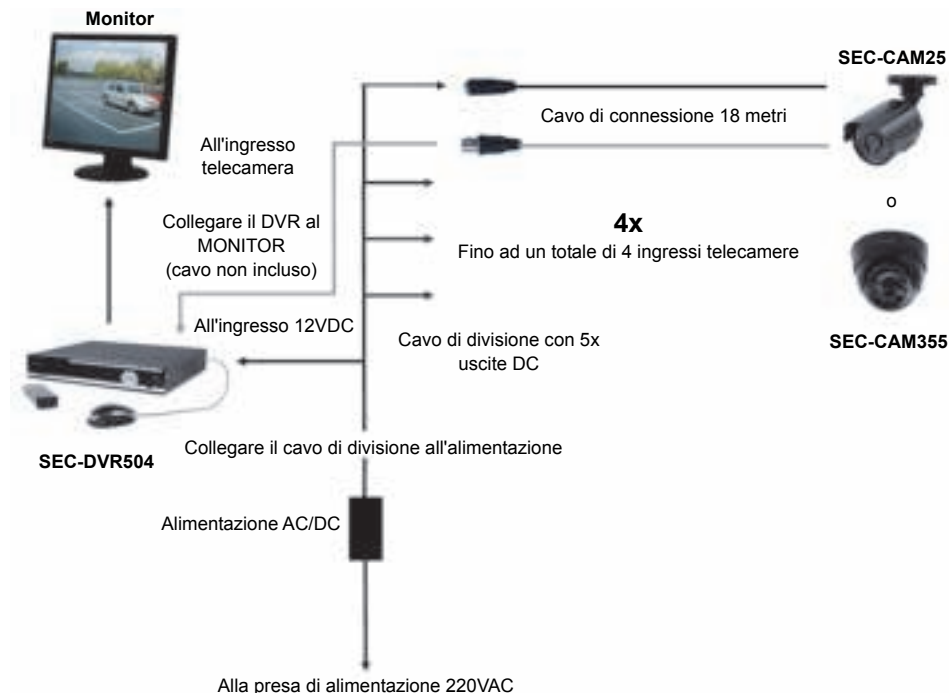 Monitor
SEC-CAM25
Cavo di connessione 18 metri
All'ingresso
telecamera
o
Collegare il DVR al
MONITOR
(cavo non incluso)
4x
Fino ad un totale di 4 ingressi telecamere
All'ingresso 12VDC
Cavo di divisione con 5x
uscite DC
SEC-CAM355
SEC-DVR504
Collegare il cavo di divisione all'alimentazione
Alimentazione AC/DC
Alla presa di alimentazione 220VAC